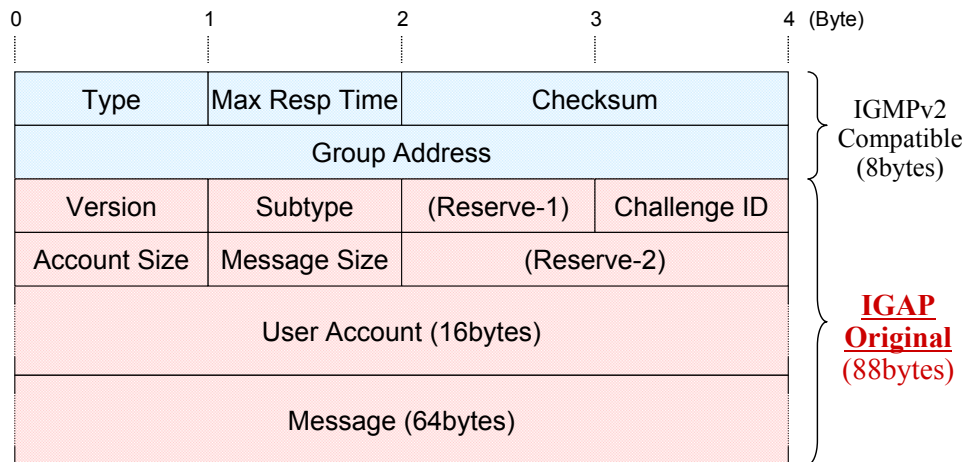 0 1 2 3 4 (Byte)
Type Max Resp Time Checksum
Group Address
IGMPv2
Compatible
(8bytes)
Version Subtype (Reserve-1) Challenge ID
Account Size Message Size (Reserve-2)
User Account (16bytes)
Message (64bytes)
IGAP
Original
(88bytes)